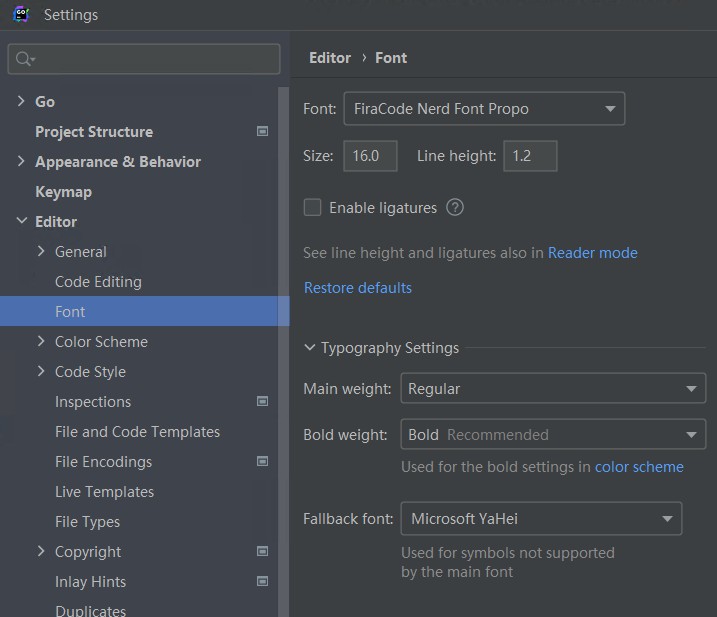 Settings
Go
Project Structure
Appearance & Behavior
Keymap
Editor
General
Code Editing
Font
Color Scheme
Code Style
Inspections
File and Code Templates
File Encodings
Live Templates
File Types
Copyright
Inlay Hints
Duplicates
Editor › Font
Font: FiraCode Nerd Font Propo
Size: 16.0 Line height: 1.2
Enable ligatures ?
See line height and ligatures also in Reader mode
Restore defaults
Typography Settings
Main weight: Regular
Bold weight: Bold Recommended
Used for the bold settings in color scheme
Fallback font: Microsoft YaHei
Used for symbols not supported
by the main font